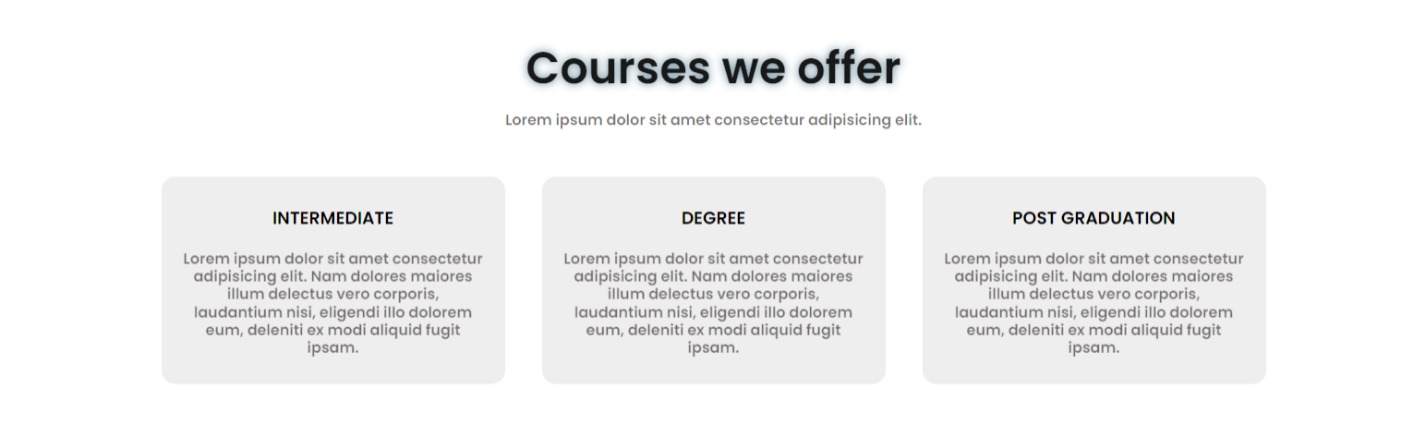 Courses we offer
Lorem ipsum dolor sit amet consectetur adipisicing elit.
INTERMEDIATE
Lorem ipsum dolor sit amet consectetur
adipisicing elit. Nam dolores maiores
illum delectus vero corporis,
laudantium nisi, eligendi illo dolorem
eum, deleniti ex modi aliquid fugit
ipsam.
DEGREE
Lorem ipsum dolor sit amet consectetur
adipisicing elit. Nam dolores maiores
illum delectus vero corporis,
laudantium nisi, eligendi illo dolorem
eum, deleniti ex modi aliquid fugit
ipsam.
POST GRADUATION
Lorem ipsum dolor sit amet consectetur
adipisicing elit. Nam dolores maiores
illum delectus vero corporis,
laudantium nisi, eligendi illo dolorem
eum, deleniti ex modi aliquid fugit
ipsam.